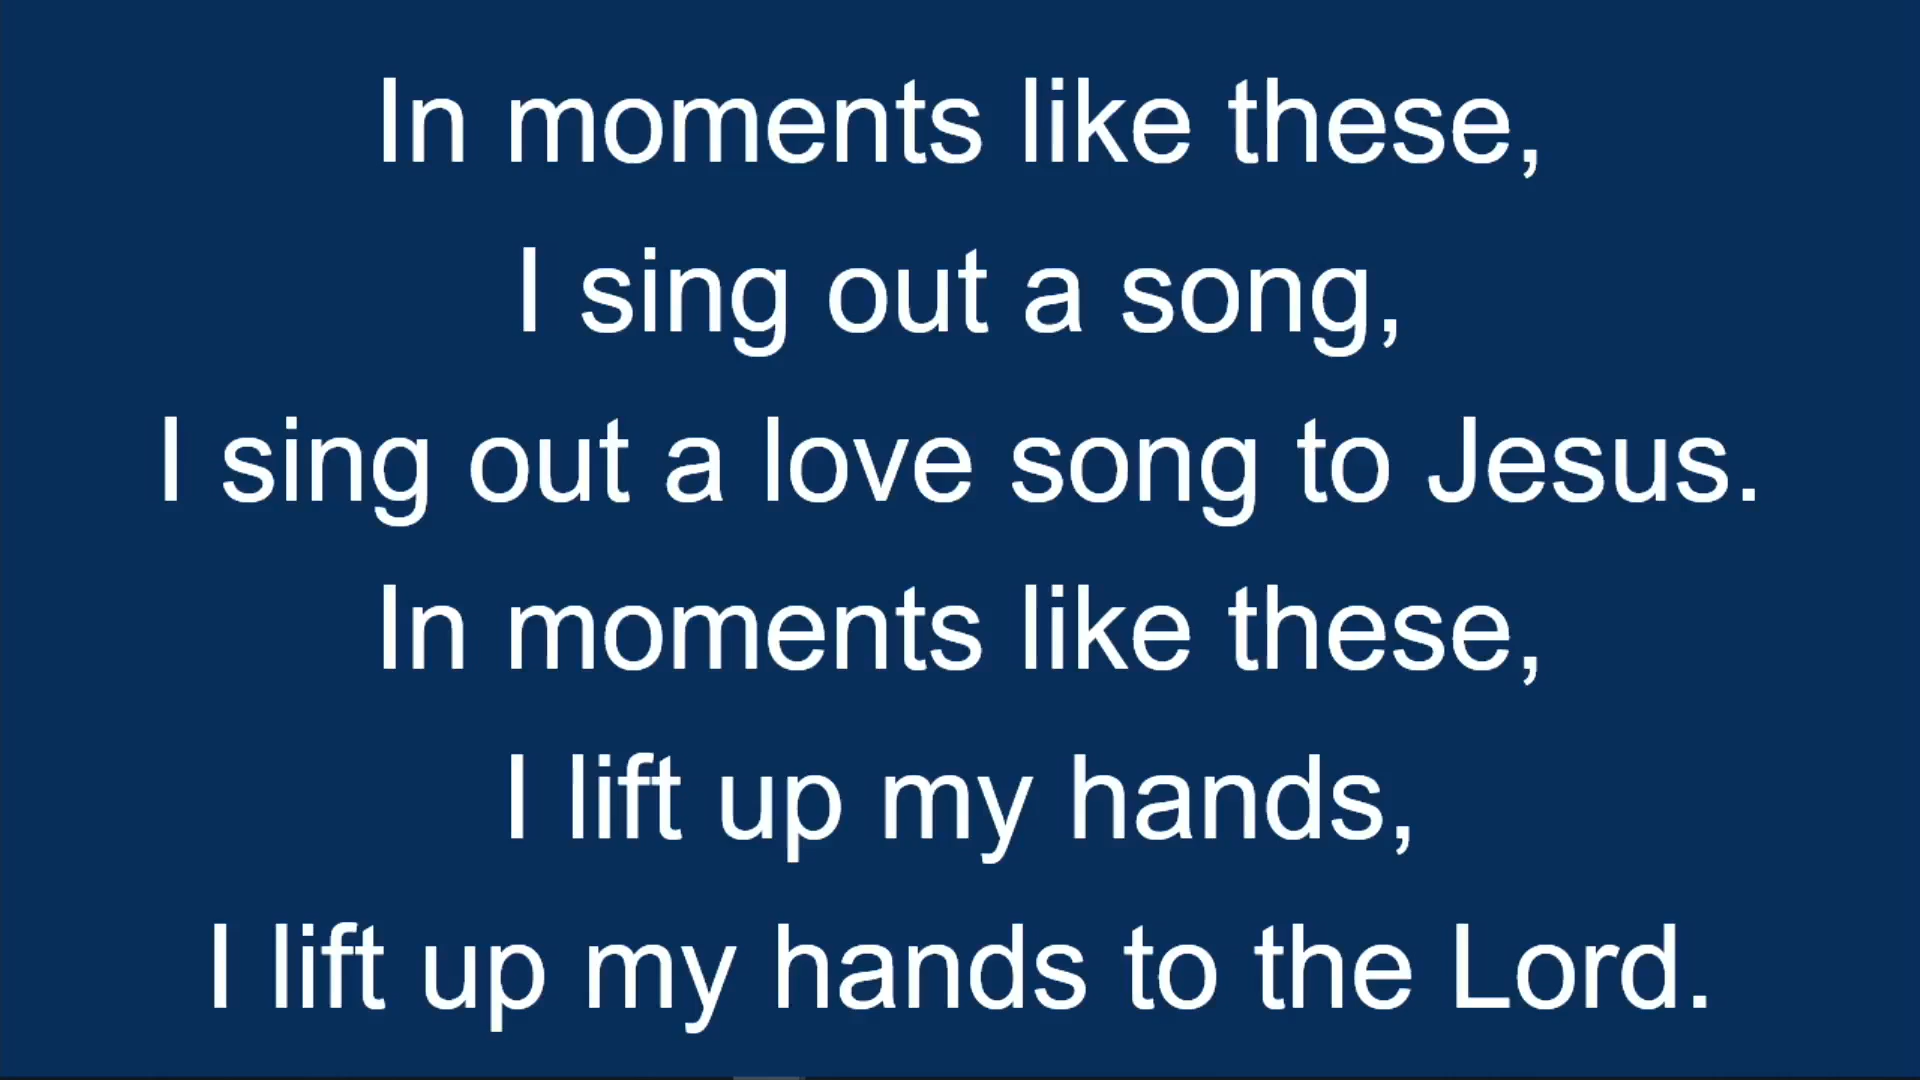 In moments like these,
I sing out a song,
I sing out a love song to Jesus.
In moments like these,
I lift up my hands,
I lift up my hands to the Lord.